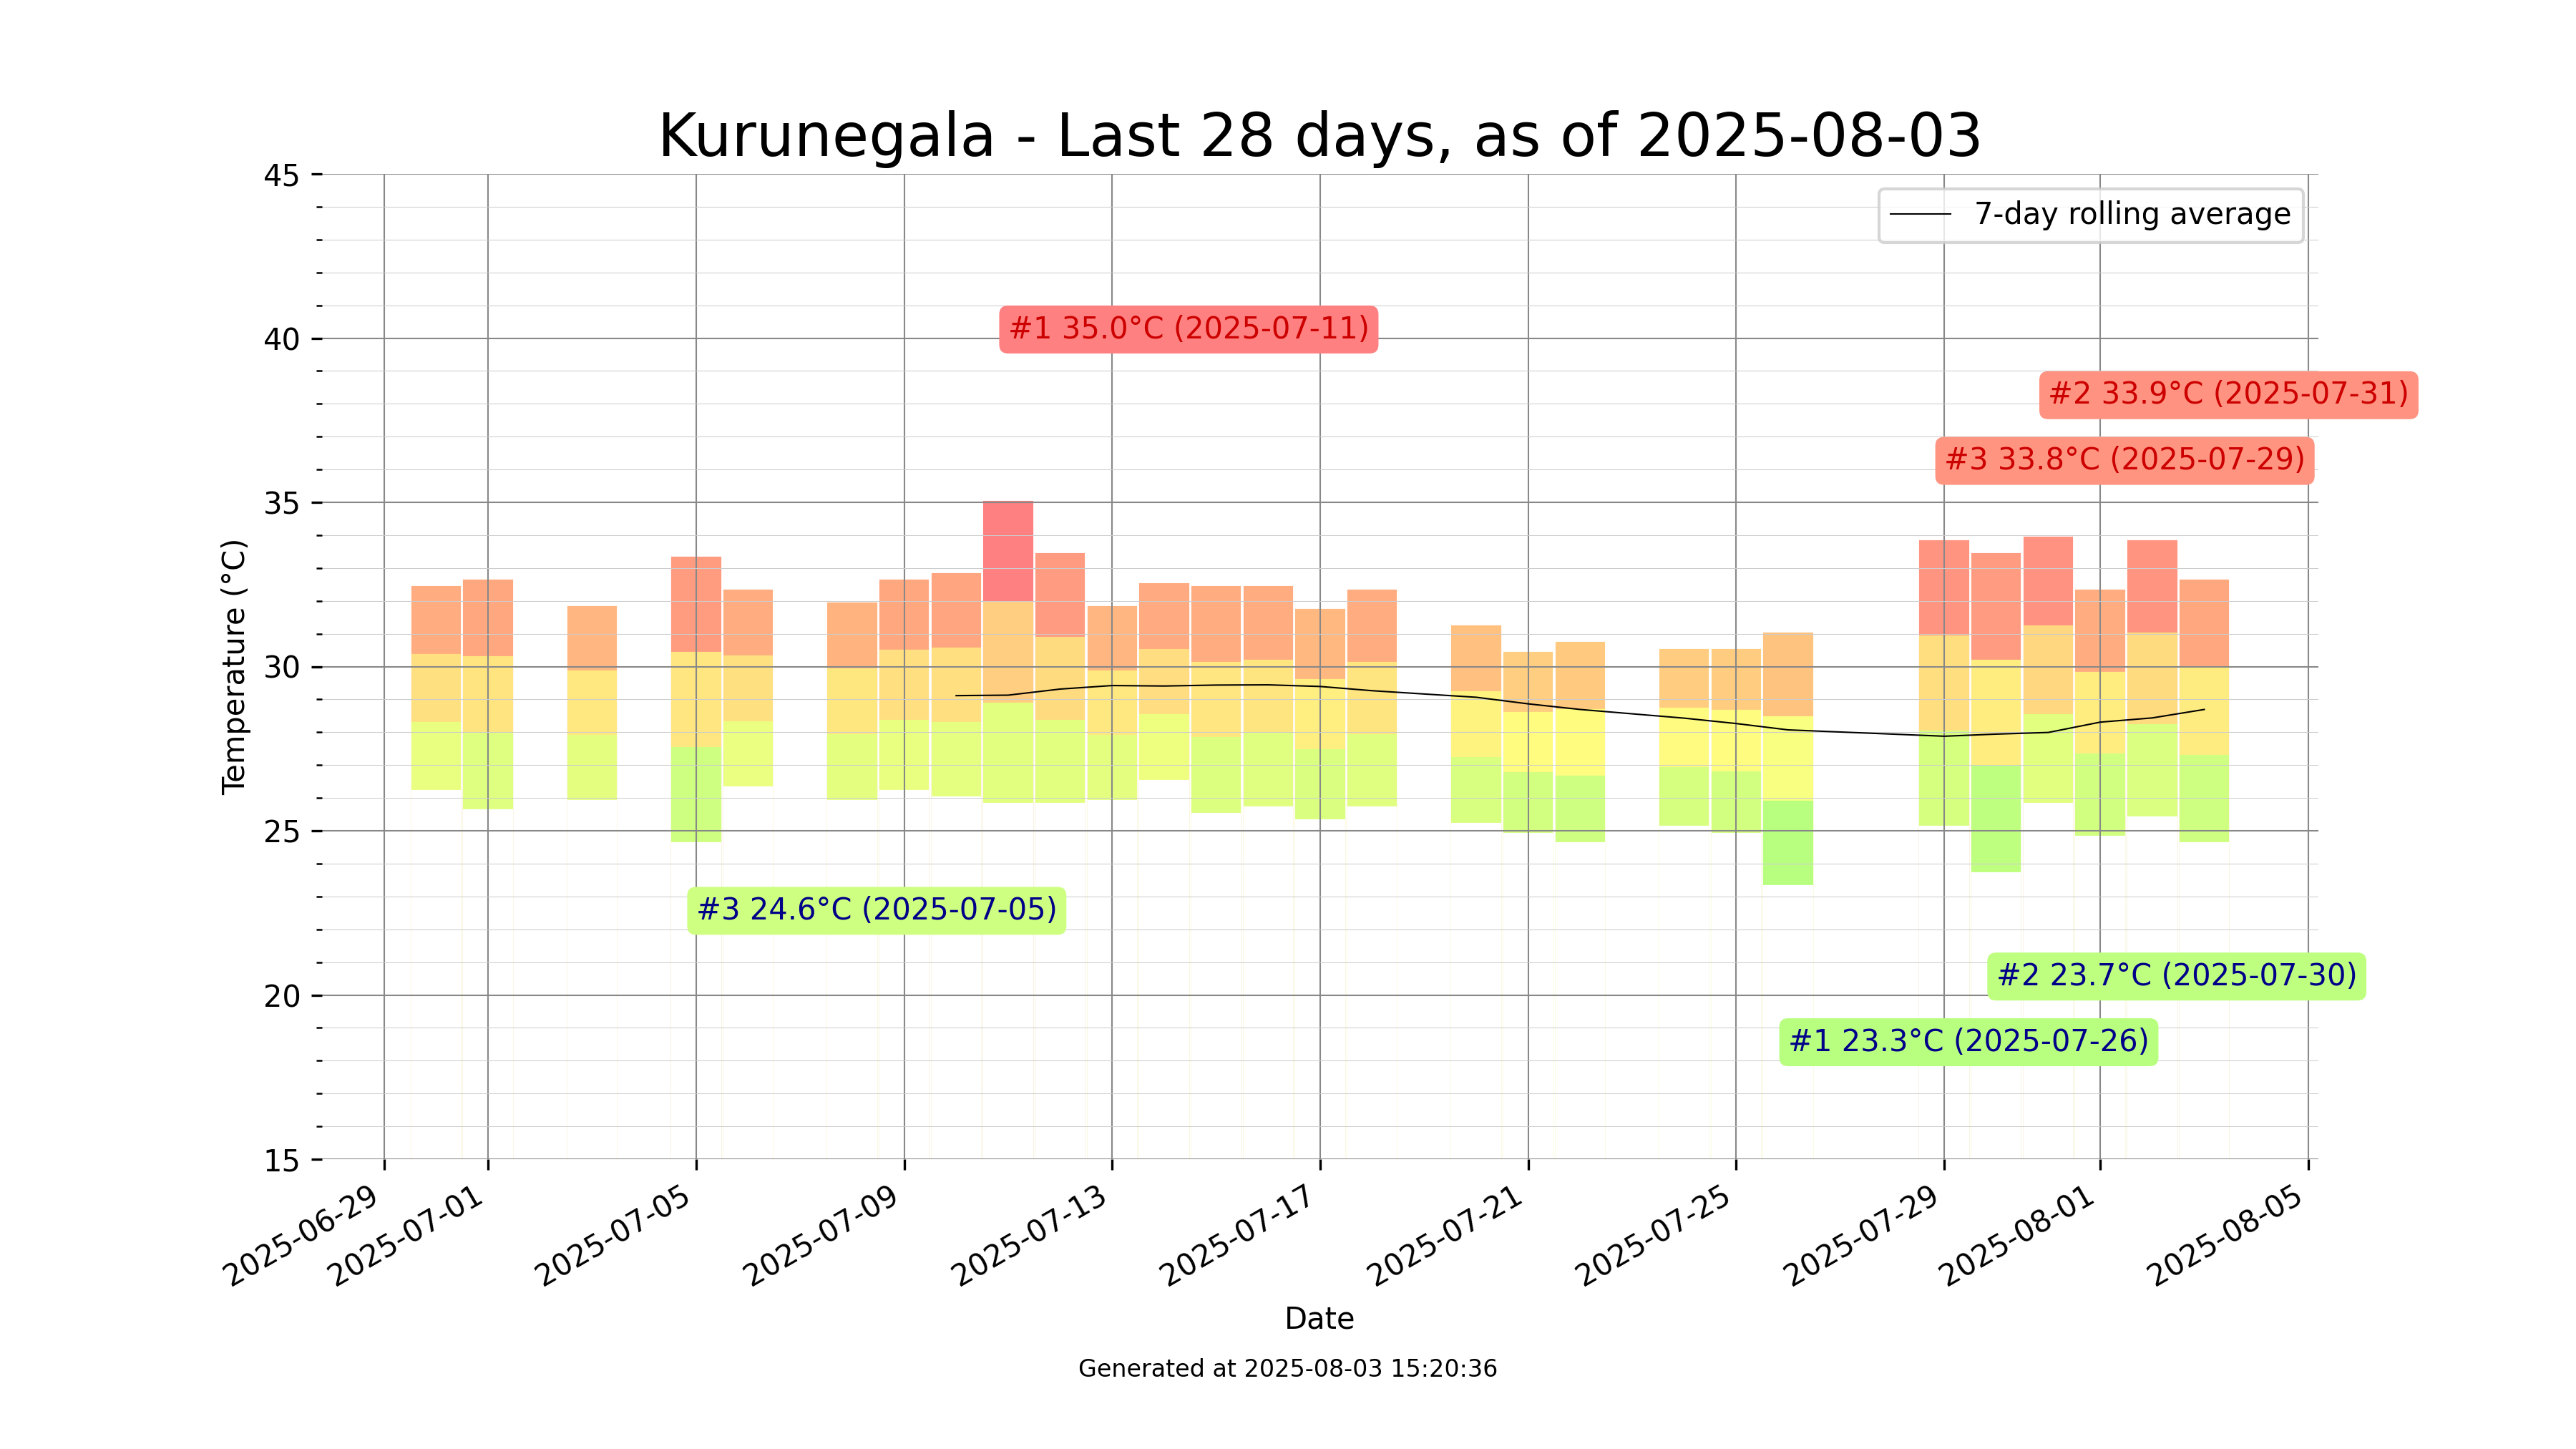 Kurunegala - Last 28 days, as of 2025-08-03
45
7-day rolling average
#1 35.0°C (2025-07-11)
40
#2 33.9°C (2025-07-31)
#3 33.8°C (2025-07-29)
35
Temperature (°C)
30
25
#3 24.6°C (2025-07-05)
#2 23.7°C (2025-07-30)
20
#1 23.3°C (2025-07-26)
15
2025-06-29
2025-07-01
2025-07-05
2025-07-09
2025-07-13
2025-07-17
2025-07-21
2025-07-25
2025-07-29
2025-08-01
2025-08-05
Date
Generated at 2025-08-03 15:20:36